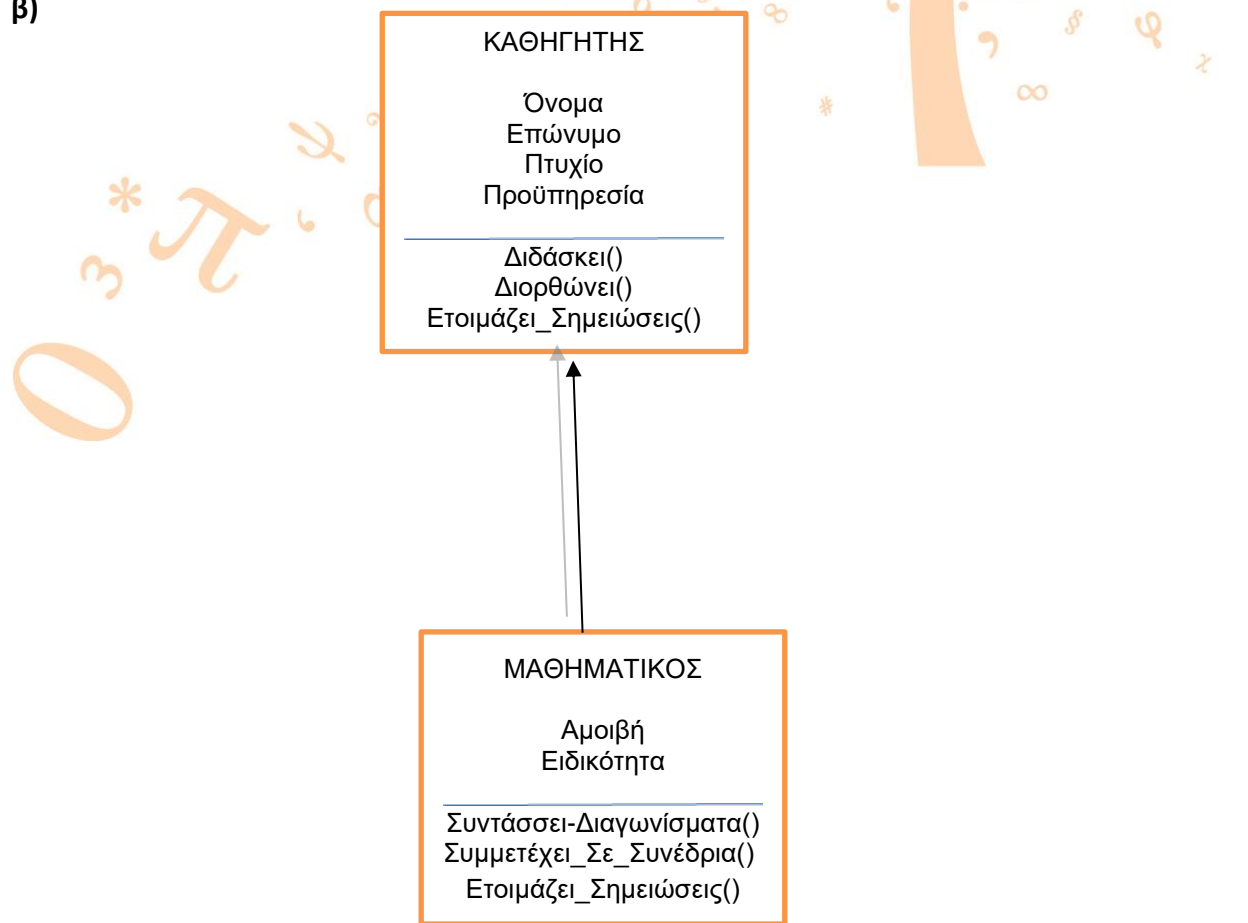 β)
ΚΑΘΗΓΗΤΗΣ
Όνομα
Επώνυμο
Πτυχίο
Προϋπηρεσία
Διδάσκει()
Διορθώνει()
Ετοιμάζει_Σημειώσεις()
ΜΑΘΗΜΑΤΙΚΟΣ
Αμοιβή
Ειδικότητα
Συντάσσει-Διαγωνίσματα()
Συμμετέχει_Σε_Συνέδρια()
Ετοιμάζει_Σημειώσεις()